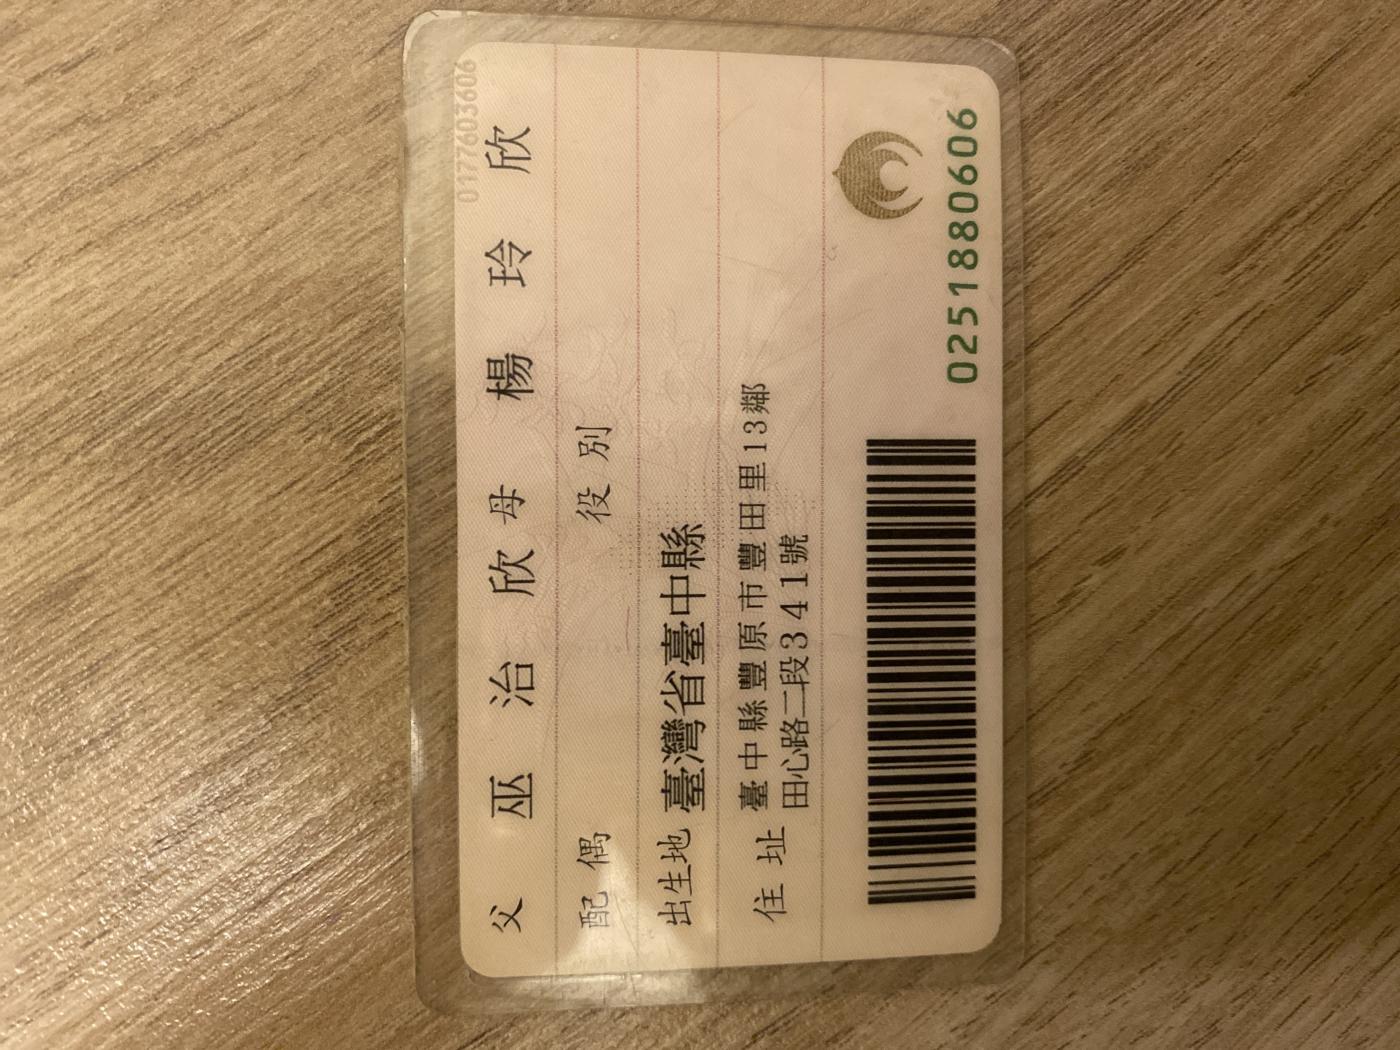 0177603606
父 巫治欣 母 楊玲欣
配偶 役別
出生地 臺灣省臺中縣
住址 臺中縣豐原市豐田里13鄰
田心路二段341號
0251880606